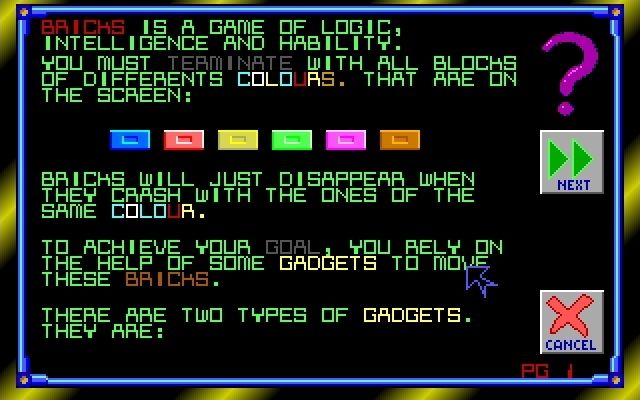 BRICKS IS A GAME OF LOGIC,
INTELLIGENCE AND HABILITY.
YOU MUST TERMINATE WITH ALL BLOCKS
OF DIFFERENTS COLOURS. THAT ARE ON
THE SCREEN:
NEXT
BRICKS WILL JUST DISAPPEAR WHEN
THEY CRASH WITH THE ONES OF THE
SAME COLOUR.
TO ACHIEVE YOUR GOAL, YOU RELY ON
THE HELP OF SOME GADGETS TO MOVE
THESE BRICKS.
THERE ARE TWO TYPES OF GADGETS.
THEY ARE:
CANCEL
PG 1